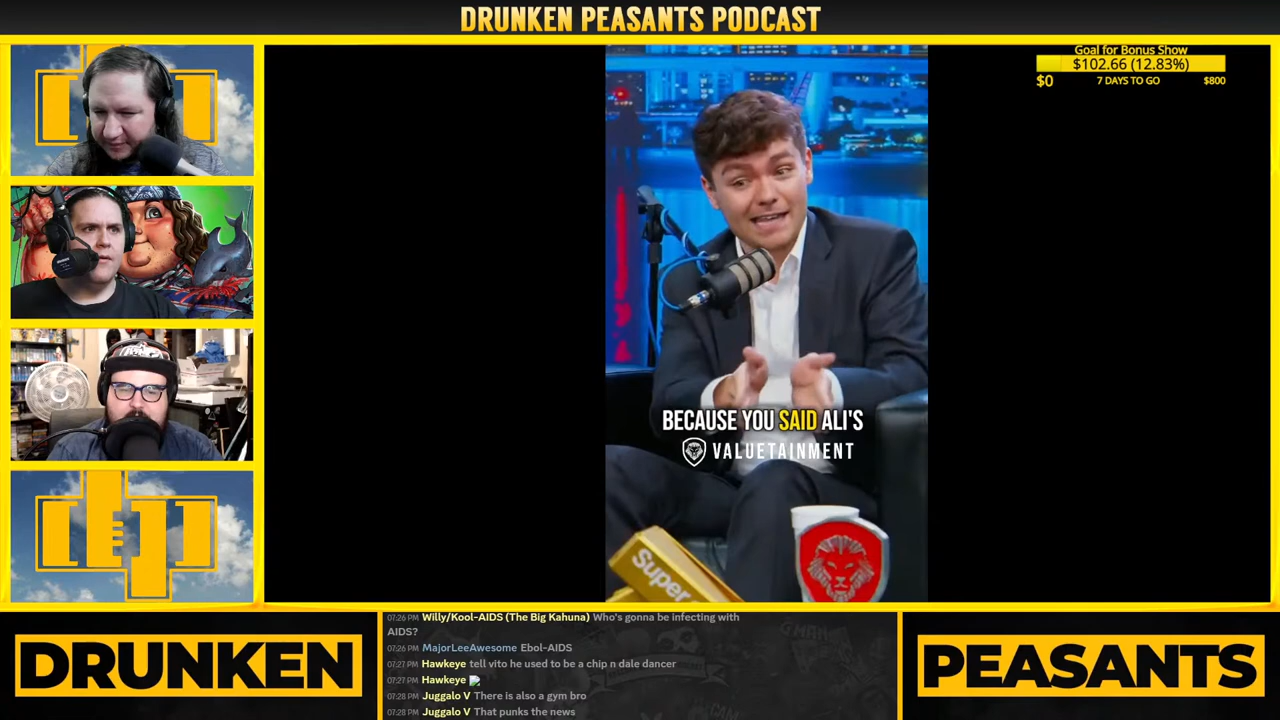 DRUNKEN PEASANTS PODCAST
Goal for Bonus Show
$102.66 (12.83%)
$0 7 DAYS TO GO $800
BECAUSE YOU SAID ALI'S
VALUETAINMENT
Super
07:26 PM Willy/Kool-AIDS (The Big Kahuna) Who's gonna be infecting with
AIDS?
07:26 PM MajorLeeAwesome Ebol-AIDS
07:27 PM Hawkeye tell vito he used to be a chip n dale dancer
07:27 PM Hawkeye
07:28 PM Juggalo V There is also a gym bro
07:28 PM Juggalo V That punks the news
DRUNKEN
PEASANTS